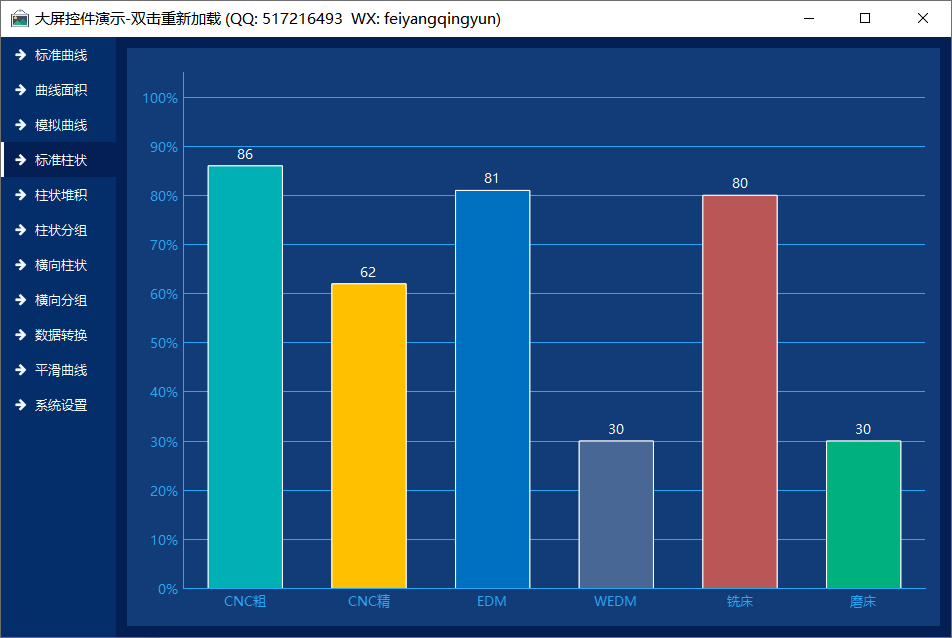 大屏控件演示-双击重新加载 (QQ: 517216493  WX: feiyangqingyun)
标准曲线
曲线面积
模拟曲线
标准柱状
柱状堆积
柱状分组
横向柱状
横向分组
数据转换
平滑曲线
系统设置
100%
90%
80%
70%
60%
50%
40%
30%
20%
10%
0%
86
62
81
30
80
30
CNC粗
CNC精
EDM
WEDM
铣床
磨床